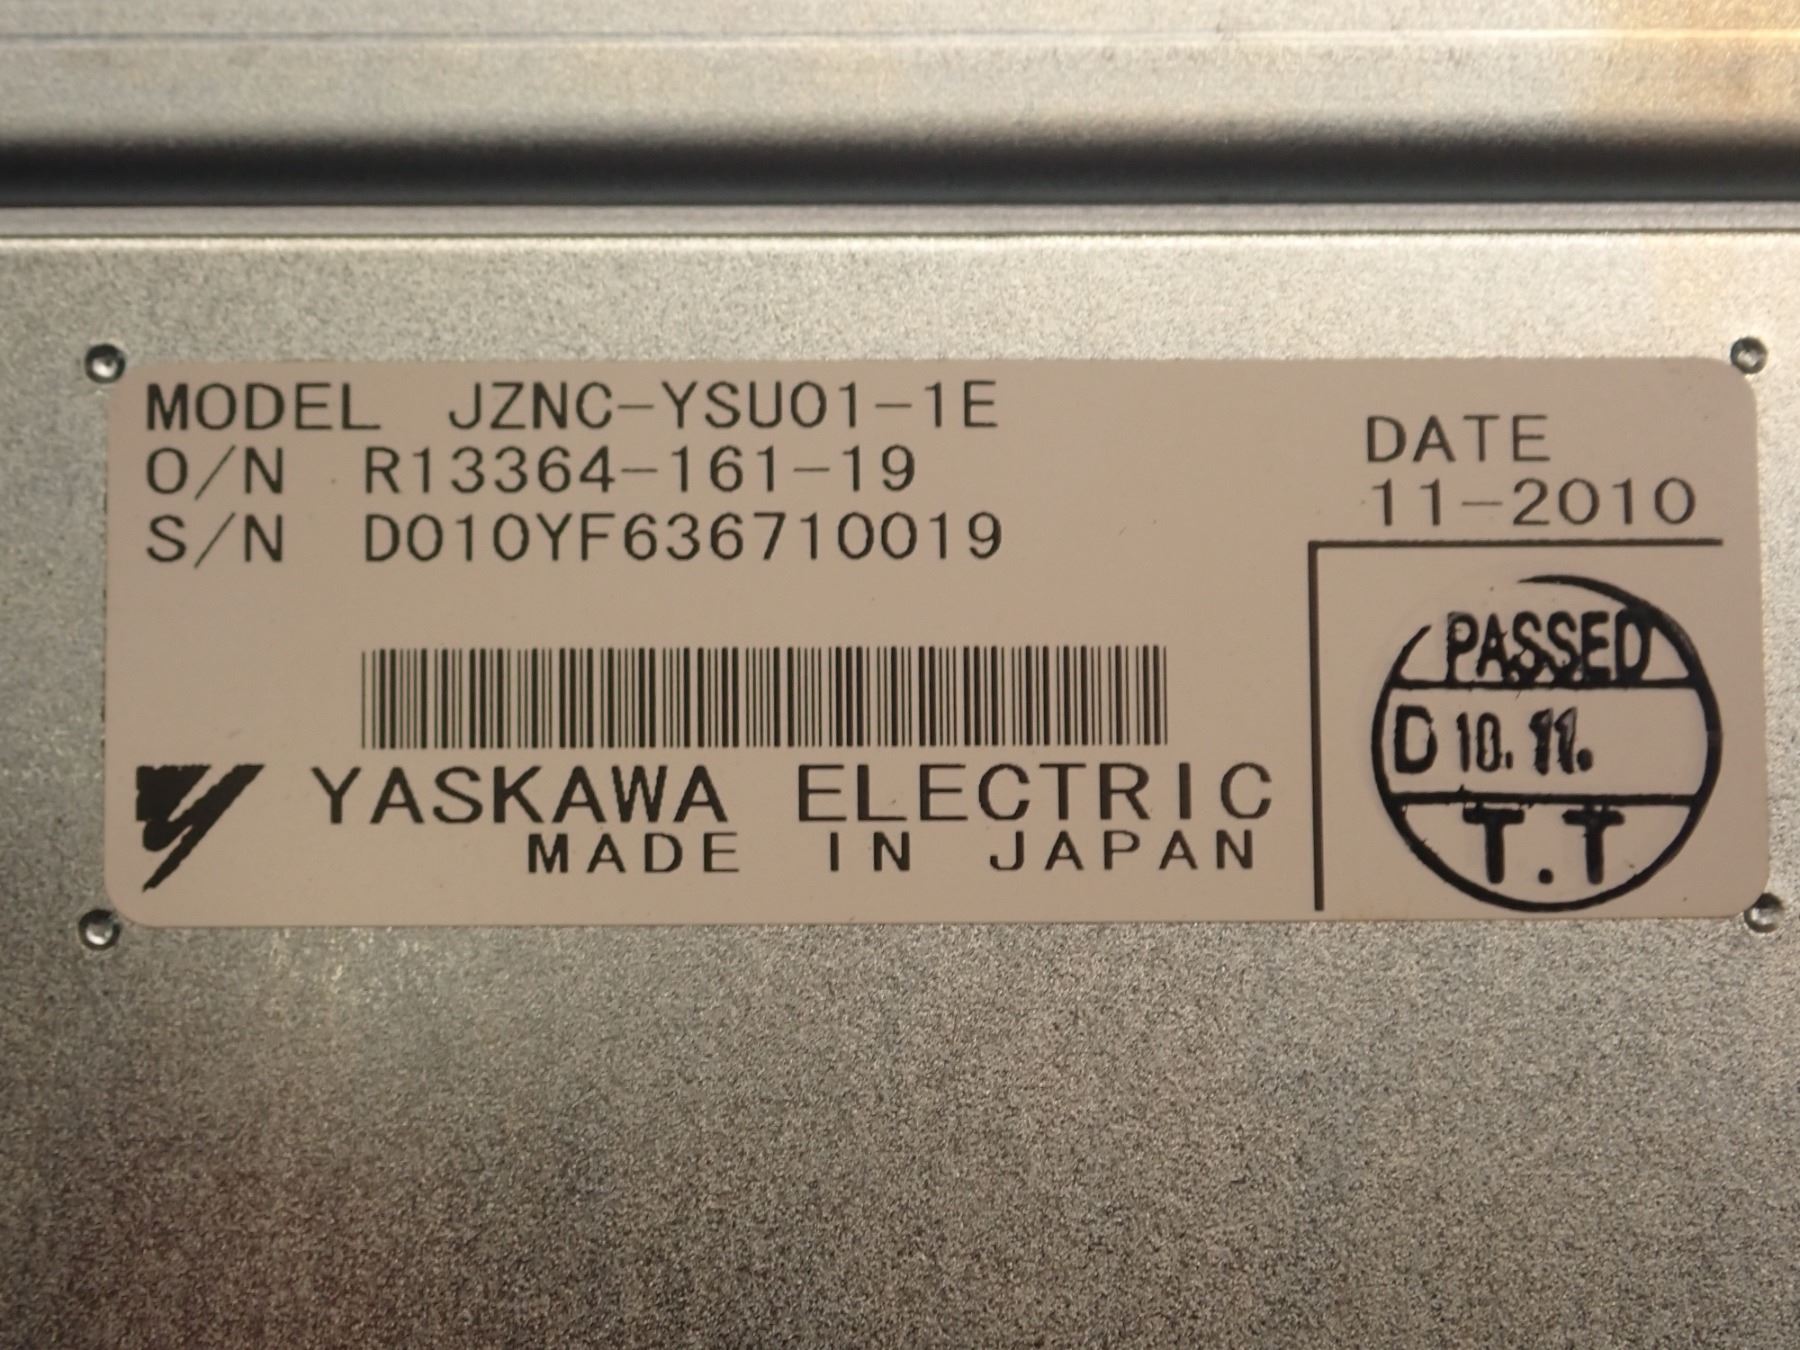 MODEL JZNC-YSU01-1E
O/N R13364-161-19
S/N D010YF636710019
DATE
11-2010
PASSED
D 10.11.
T.T
YASKAWA ELECTRIC
MADE IN JAPAN